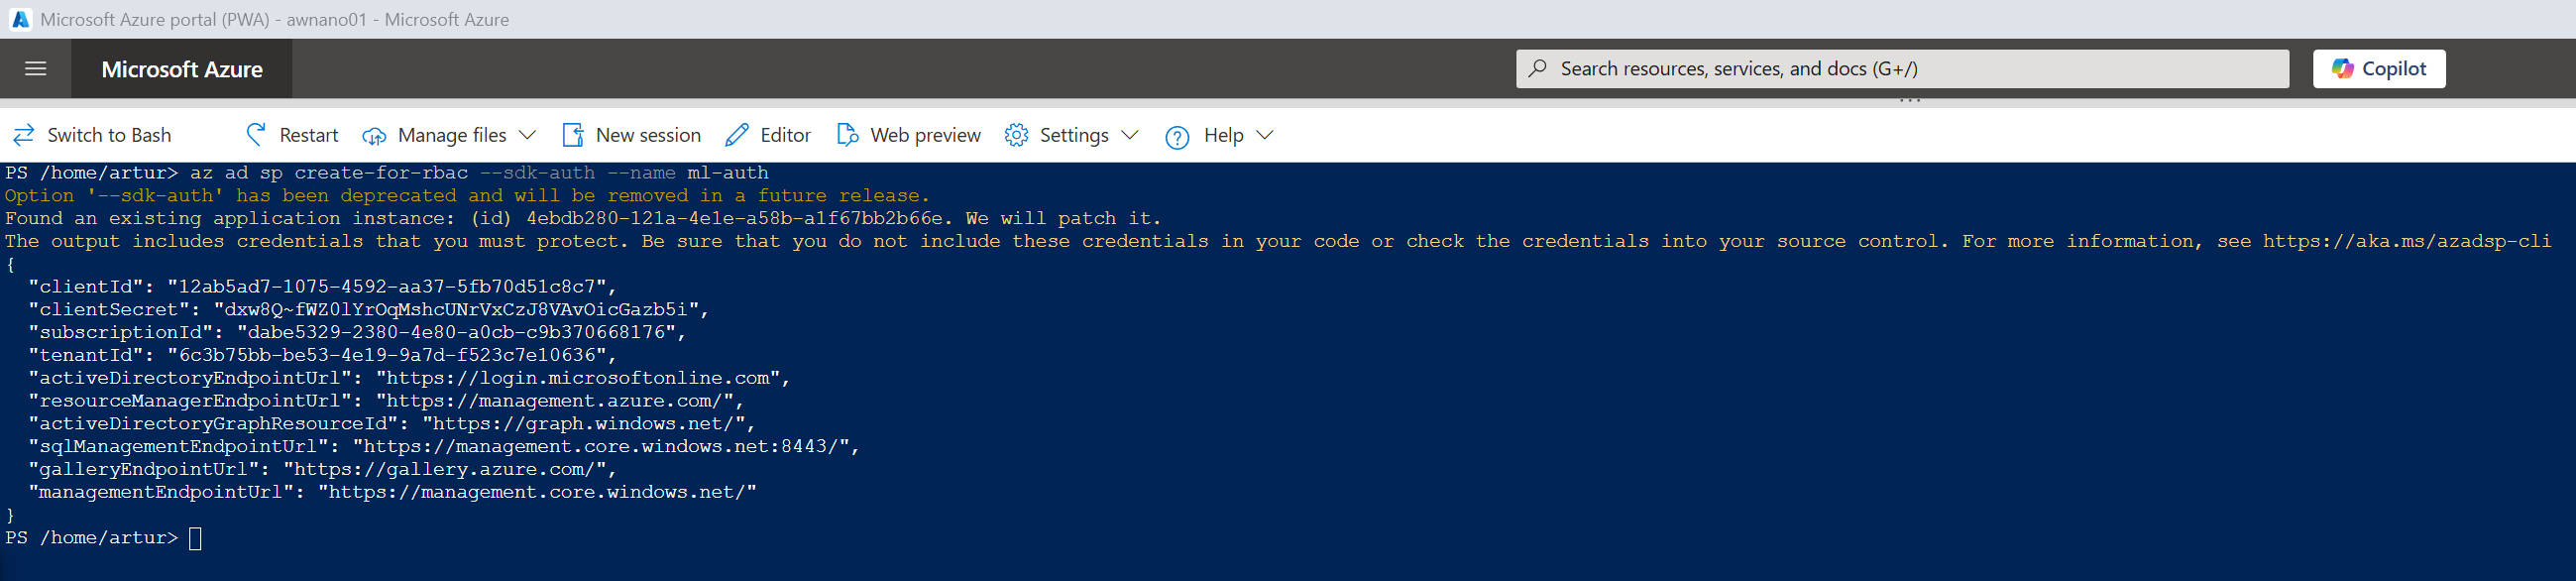 Microsoft Azure portal (PWA) - awnano01 - Microsoft Azure
Microsoft Azure
Search resources, services, and docs (G+/)
Copilot
Switch to Bash Restart Manage files New session Editor Web preview Settings Help
PS /home/artur> az ad sp create-for-rbac --sdk-auth --name ml-auth
Option '--sdk-auth' has been deprecated and will be removed in a future release.
Found an existing application instance: (id) 4ebdb280-121a-4e1e-a58b-a1f67bb2b66e. We will patch it.
The output includes credentials that you must protect. Be sure that you do not include these credentials in your code or check the credentials into your source control. For more information, see https://aka.ms/azadsp-cli
{
  "clientId": "12ab5ad7-1075-4592-aa37-5fb70d51c8c7",
  "clientSecret": "dxw8Q~fWZ0lYrOqMshcUNrVxCzJ8VAvOicGazb5i",
  "subscriptionId": "dabe5329-2380-4e80-a0cb-c9b370668176",
  "tenantId": "6c3b75bb-be53-4e19-9a7d-f523c7e10636",
  "activeDirectoryEndpointUrl": "https://login.microsoftonline.com",
  "resourceManagerEndpointUrl": "https://management.azure.com/",
  "activeDirectoryGraphResourceId": "https://graph.windows.net/",
  "sqlManagementEndpointUrl": "https://management.core.windows.net:8443/",
  "galleryEndpointUrl": "https://gallery.azure.com/",
  "managementEndpointUrl": "https://management.core.windows.net/"
}
PS /home/artur>